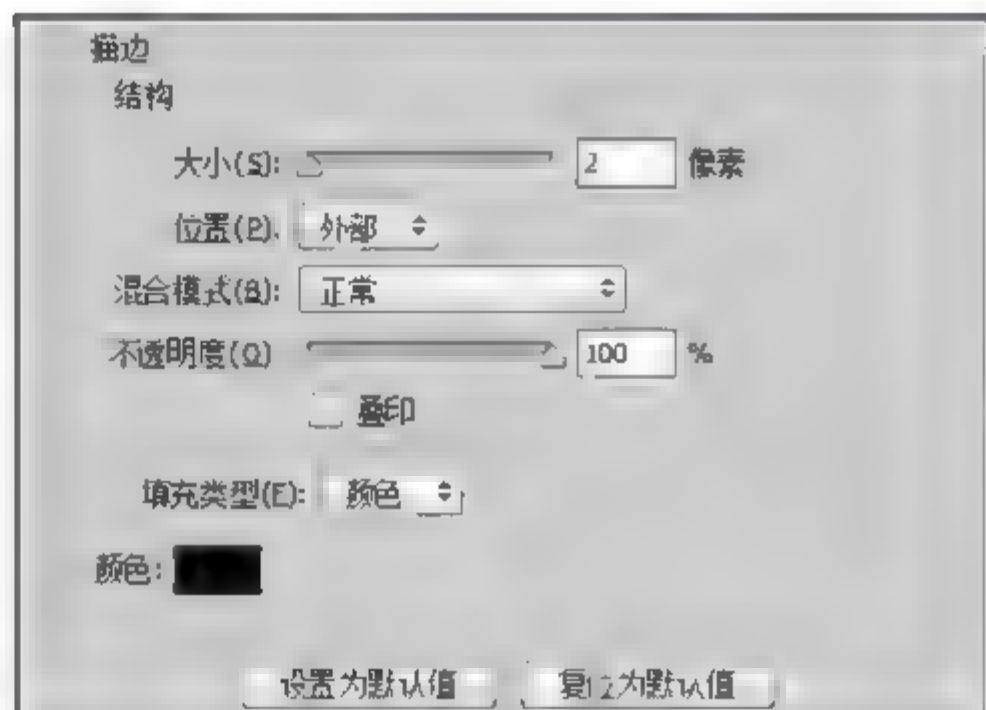 描边
结构
大小(S): 2 像素
位置(P): 外部
混合模式(B): 正常
不透明度(O) 100 %
叠印
填充类型(F): 颜色
颜色:
设置为默认值 复位为默认值